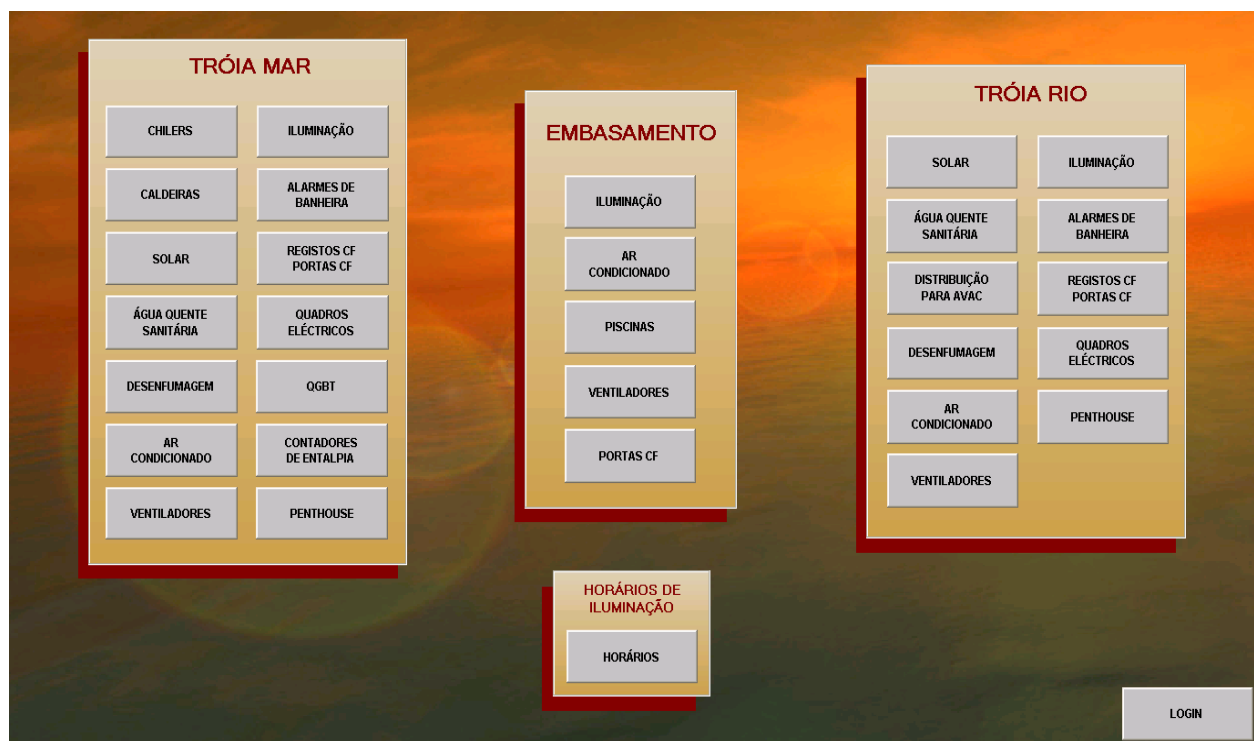 TRÓIA MAR
CHILERS
ILUMINAÇÃO
CALDEIRAS
ALARMES DE
BANHEIRA
SOLAR
REGISTOS CF
PORTAS CF
ÁGUA QUENTE
SANITÁRIA
QUADROS
ELÉCTRICOS
DESENFUMAGEM
QGBT
AR
CONDICIONADO
CONTADORES
DE ENTALPIA
VENTILADORES
PENTHOUSE
EMBASAMENTO
ILUMINAÇÃO
AR
CONDICIONADO
PISCINAS
VENTILADORES
PORTAS CF
TRÓIA RIO
SOLAR
ILUMINAÇÃO
ÁGUA QUENTE
SANITÁRIA
ALARMES DE
BANHEIRA
DISTRIBUIÇÃO
PARA AVAC
REGISTOS CF
PORTAS CF
DESENFUMAGEM
QUADROS
ELÉCTRICOS
AR
CONDICIONADO
PENTHOUSE
VENTILADORES
HORÁRIOS DE
ILUMINAÇÃO
HORÁRIOS
LOGIN